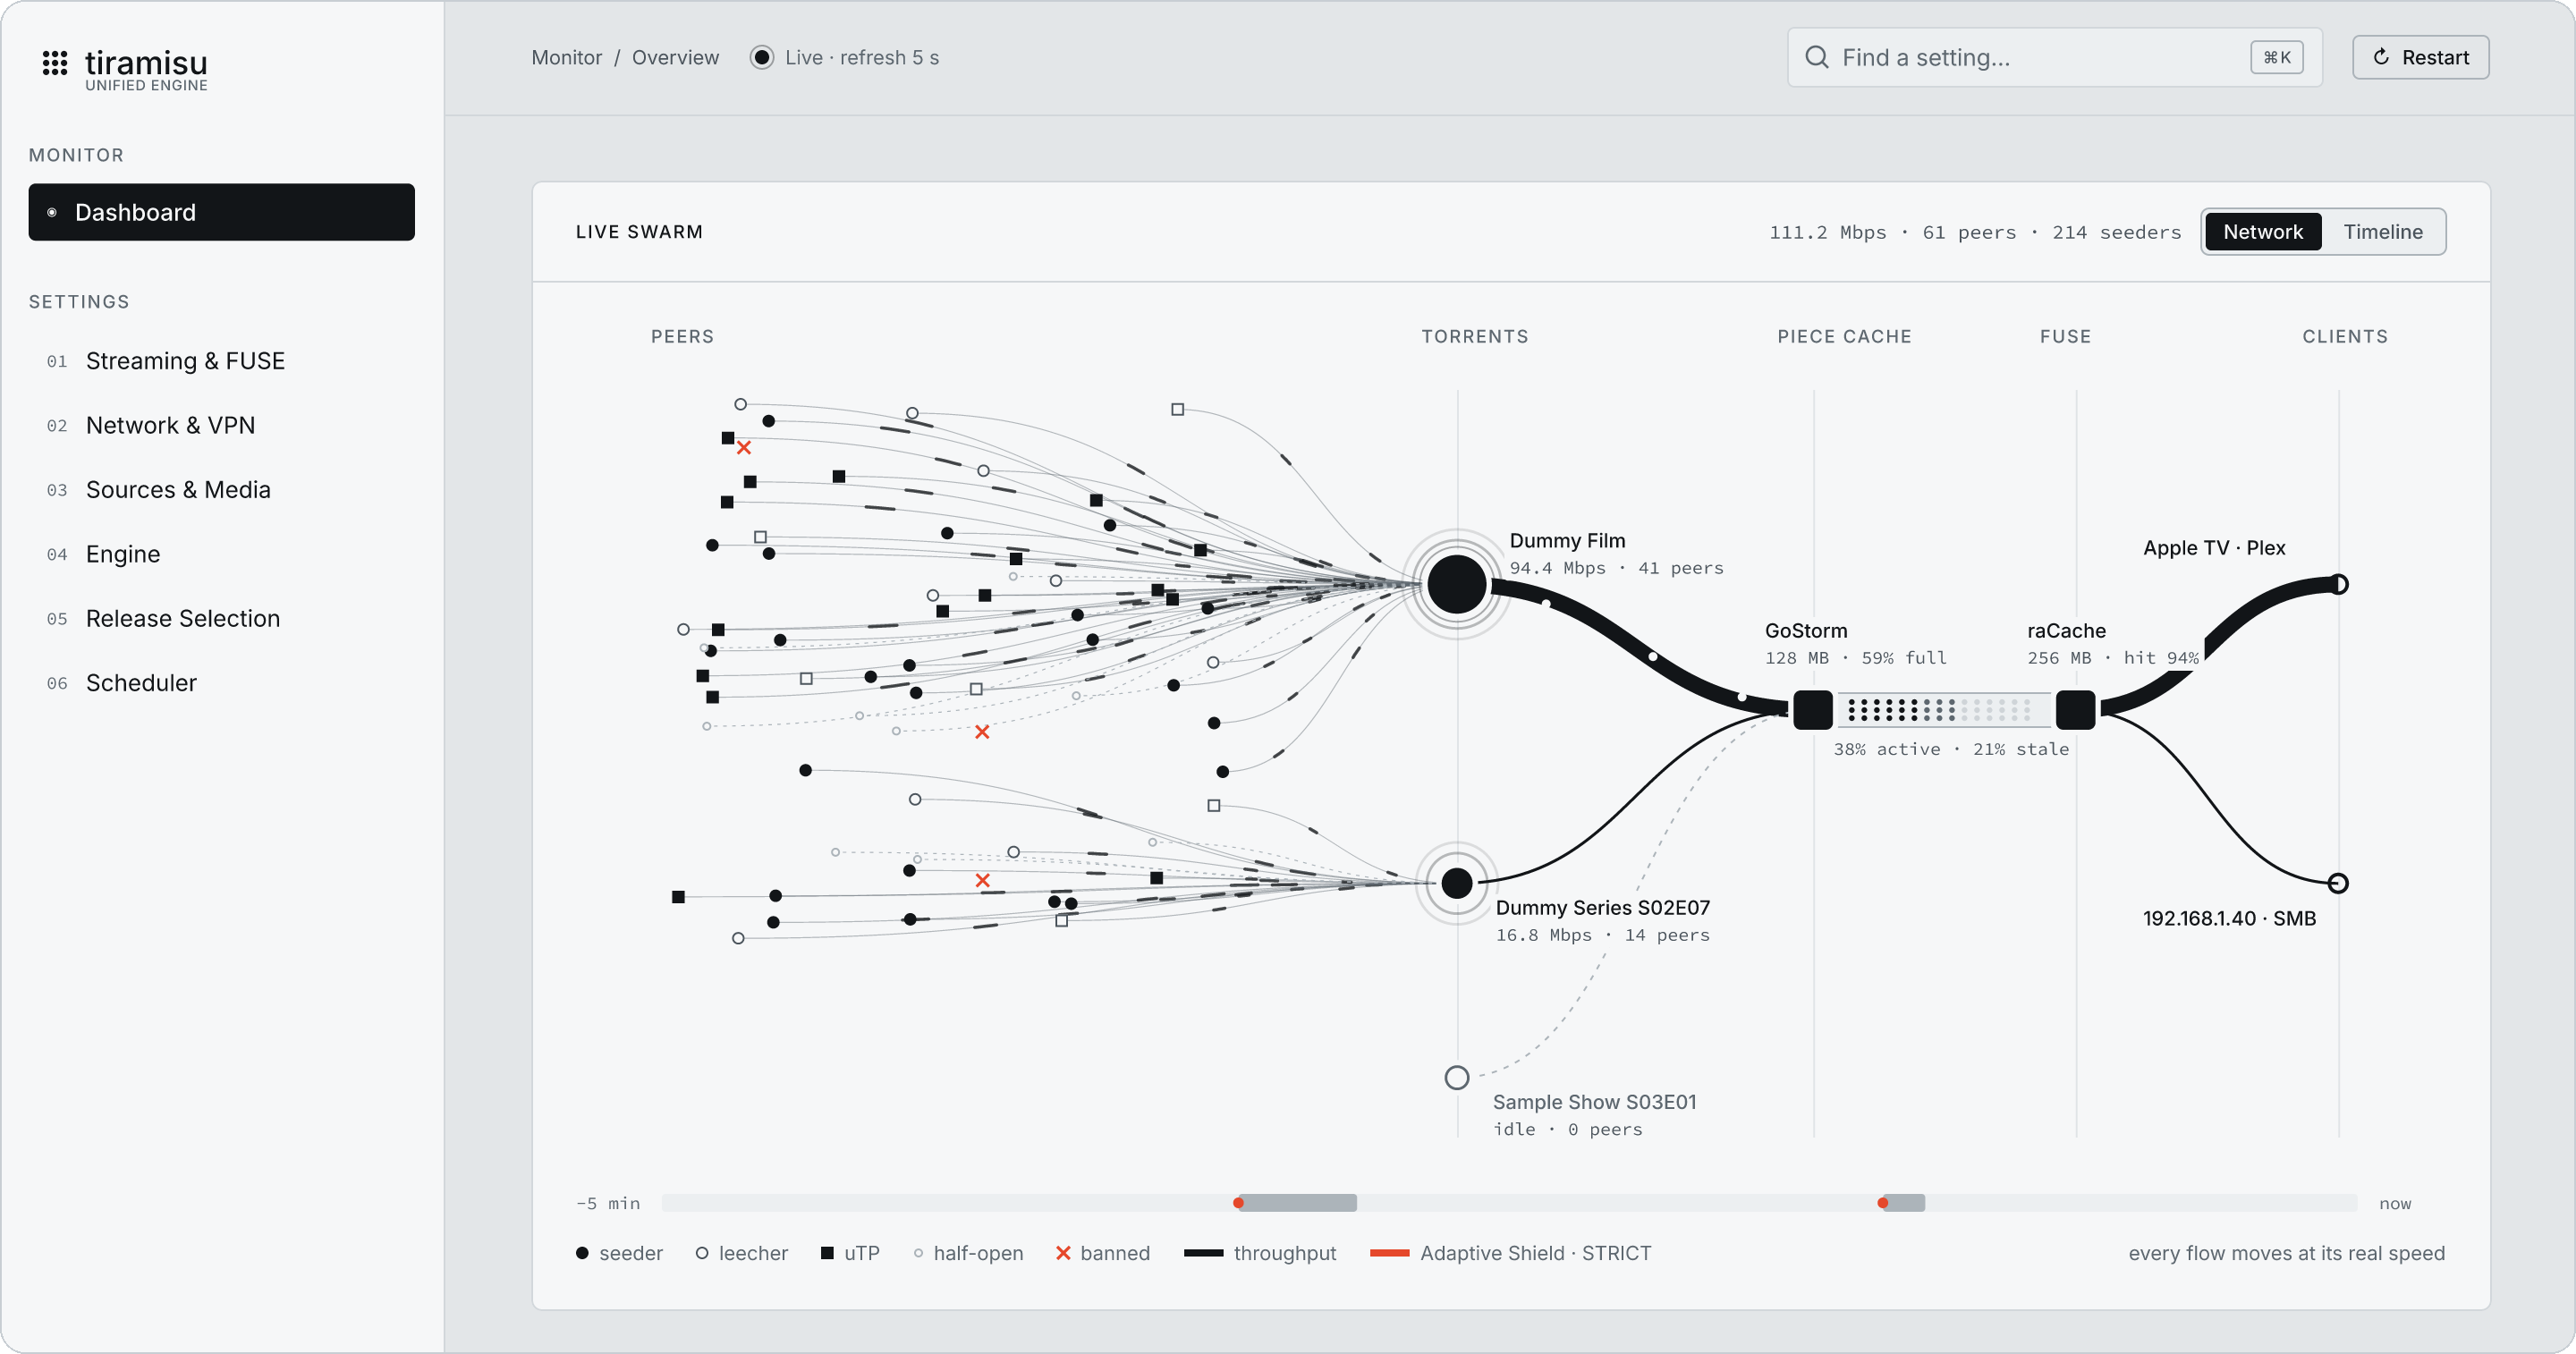 tiramisu
UNIFIED ENGINE
Monitor / Overview
Live · refresh 5 s
Find a setting...
⌘K
Restart
MONITOR
Dashboard
SETTINGS
01 Streaming & FUSE
02 Network & VPN
03 Sources & Media
04 Engine
05 Release Selection
06 Scheduler
LIVE SWARM
111.2 Mbps · 61 peers · 214 seeders
Network
Timeline
PEERS
TORRENTS
PIECE CACHE
FUSE
CLIENTS
Dummy Film
94.4 Mbps · 41 peers
Apple TV · Plex
GoStorm
128 MB · 59% full
raCache
256 MB · hit 94%
38% active · 21% stale
Dummy Series S02E07
16.8 Mbps · 14 peers
192.168.1.40 · SMB
Sample Show S03E01
idle · 0 peers
−5 min
now
seeder
leecher
uTP
half-open
banned
throughput
Adaptive Shield · STRICT
every flow moves at its real speed